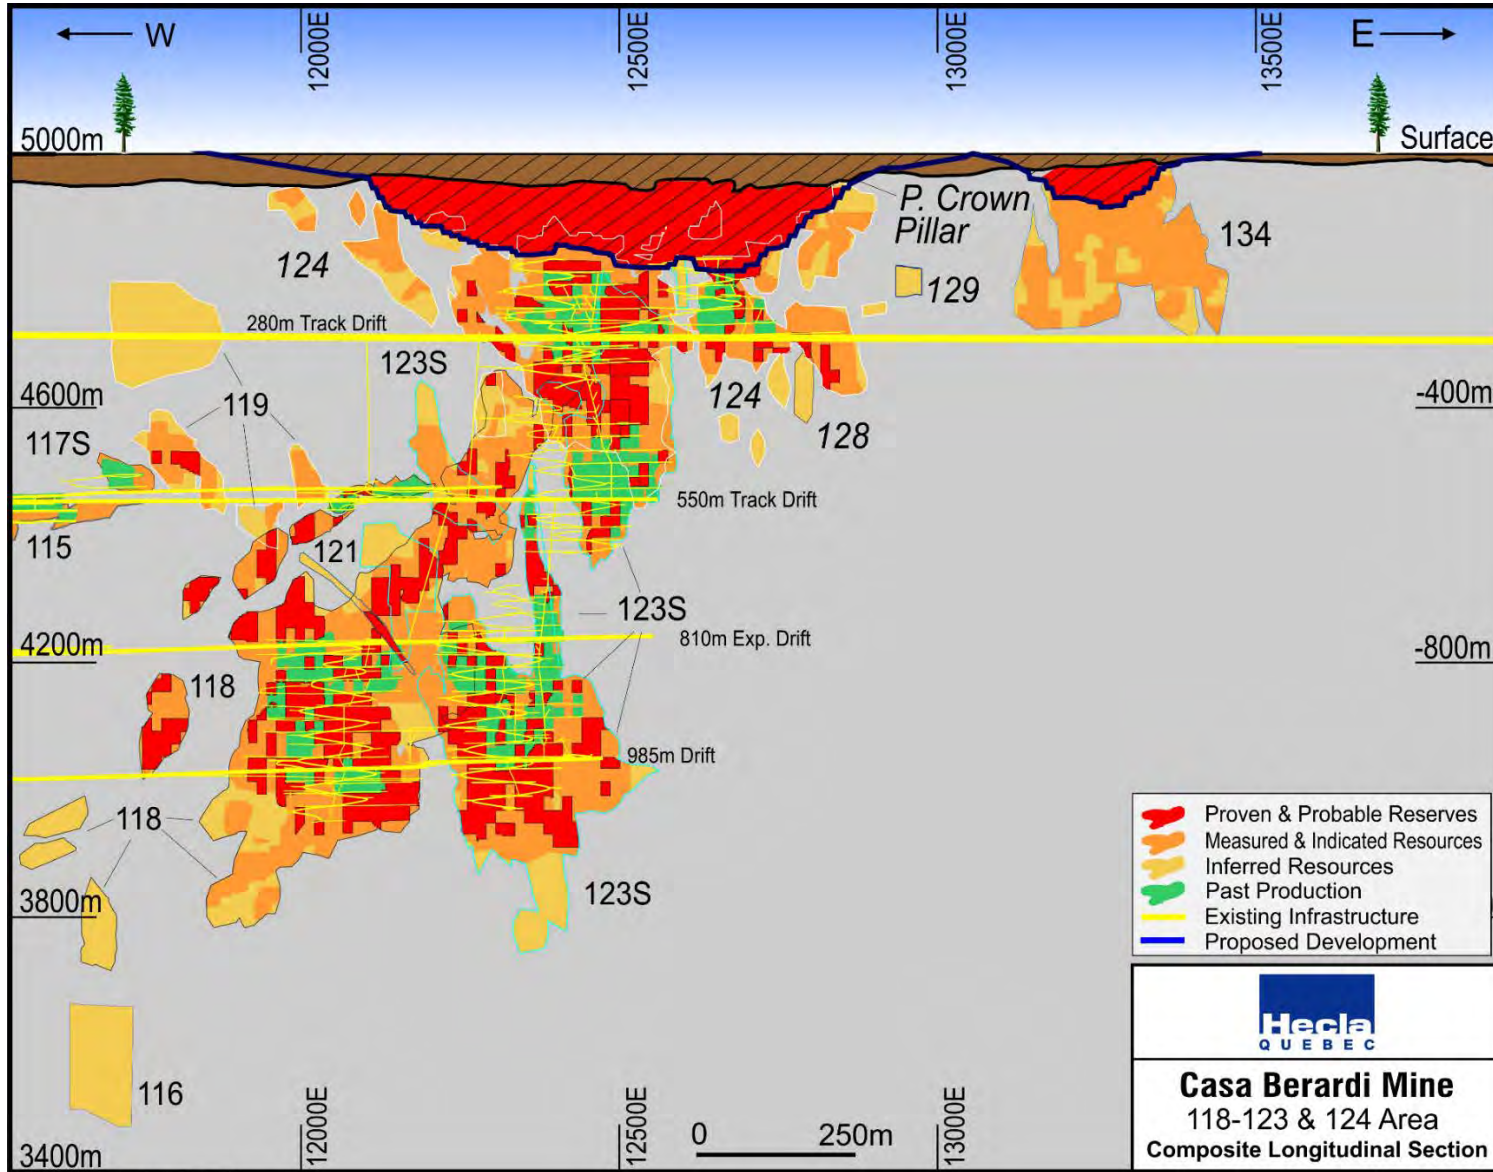 W
12000E
12500E
13000E
13500E
E
5000m
Surface
P. Crown
Pillar
124
134
129
280m Track Drift
123S
4600m
-400m
119
124
128
117S
550m Track Drift
115
121
123S
810m Exp. Drift
4200m
-800m
118
985m Drift
118
Proven & Probable Reserves
Measured & Indicated Resources
Inferred Resources
Past Production
Existing Infrastructure
Proposed Development
123S
3800m
116
Hecla
QUEBEC
Casa Berardi Mine
118-123 & 124 Area
Composite Longitudinal Section
12000E
12500E
13000E
0 250m
3400m